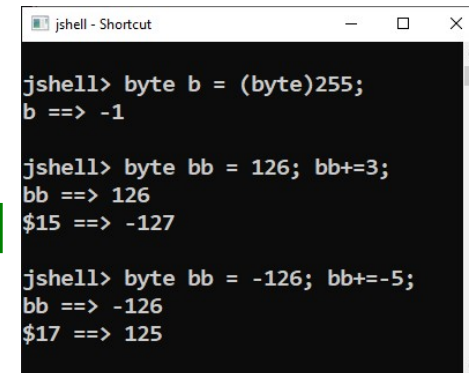 jshell - Shortcut
jshell> byte b = (byte)255;
b ==> -1
jshell> byte bb = 126; bb+=3;
bb ==> 126
$15 ==> -127
jshell> byte bb = -126; bb+=-5;
bb ==> -126
$17 ==> 125